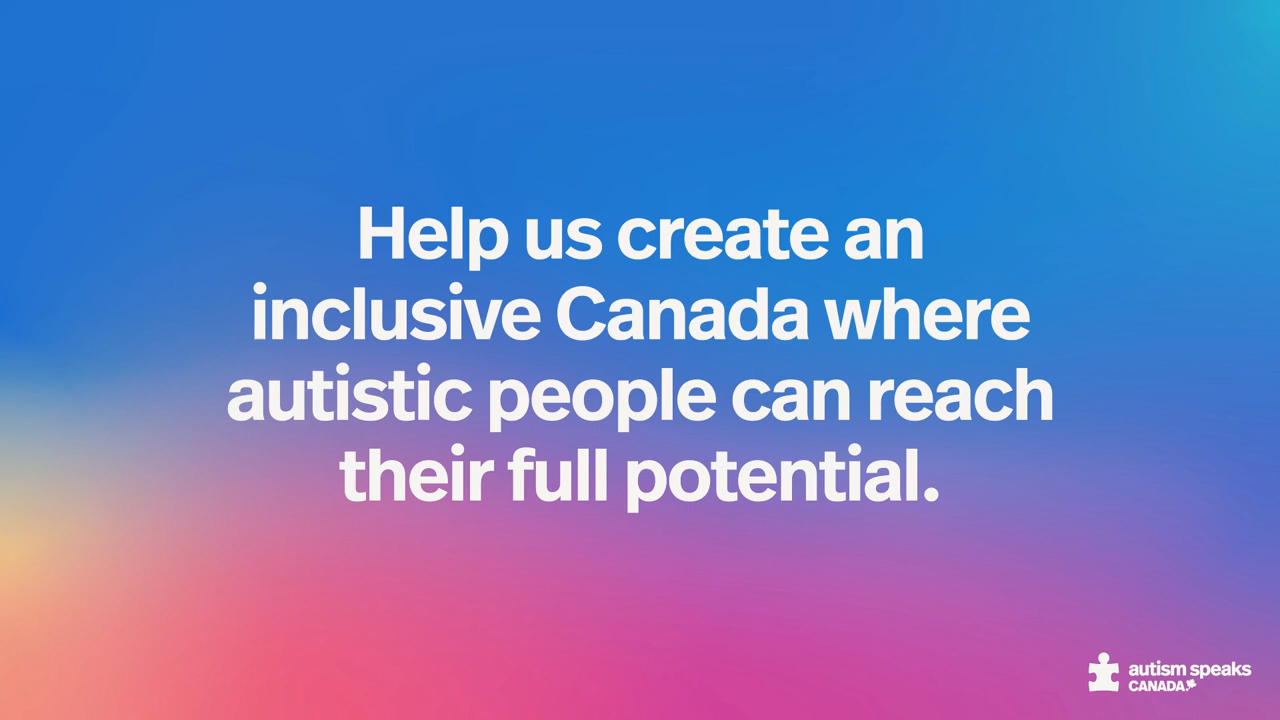 Help us create an
inclusive Canada where
autistic people can reach
their full potential.
autism speaks
CANADA